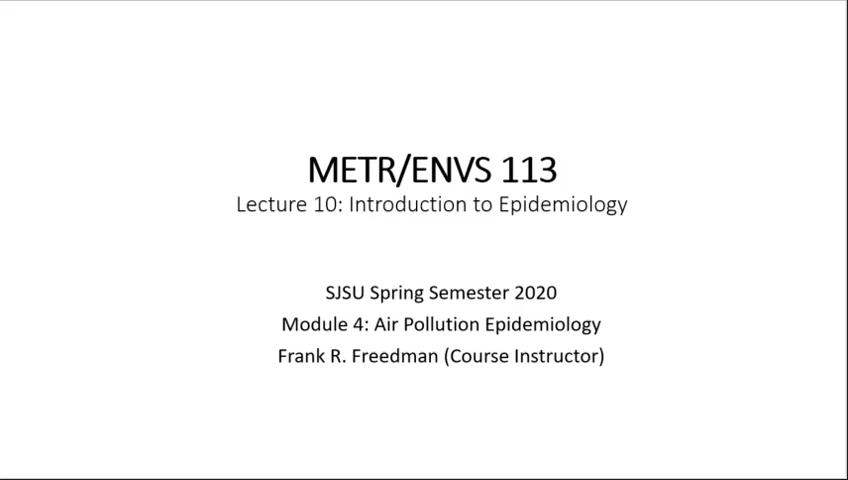 METR/ENVS 113
Lecture 10: Introduction to Epidemiology
SJSU Spring Semester 2020
Module 4: Air Pollution Epidemiology
Frank R. Freedman (Course Instructor)